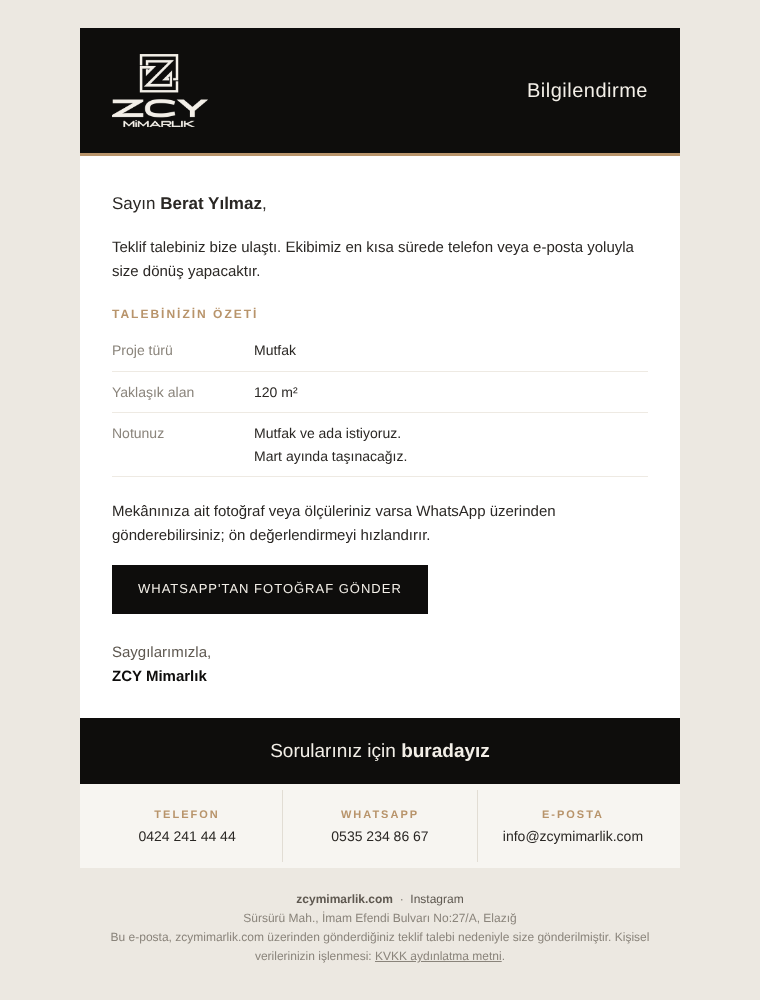 ZCY
MiMARLIK
Bilgilendirme
Sayın Berat Yılmaz,
Teklif talebiniz bize ulaştı. Ekibimiz en kısa sürede telefon veya e-posta yoluyla
size dönüş yapacaktır.
TALEBİNİZİN ÖZETİ
Proje türü Mutfak
Yaklaşık alan 120 m²
Notunuz Mutfak ve ada istiyoruz.
Mart ayında taşınacağız.
Mekânınıza ait fotoğraf veya ölçüleriniz varsa WhatsApp üzerinden
gönderebilirsiniz; ön değerlendirmeyi hızlandırır.
WHATSAPP'TAN FOTOĞRAF GÖNDER
Saygılarımızla,
ZCY Mimarlık
Sorularınız için buradayız
TELEFON WHATSAPP E-POSTA
0424 241 44 44 0535 234 86 67 info@zcymimarlik.com
zcymimarlik.com · Instagram
Sürsürü Mah., İmam Efendi Bulvarı No:27/A, Elazığ
Bu e-posta, zcymimarlik.com üzerinden gönderdiğiniz teklif talebi nedeniyle size gönderilmiştir. Kişisel
verilerinizin işlenmesi: KVKK aydınlatma metni.